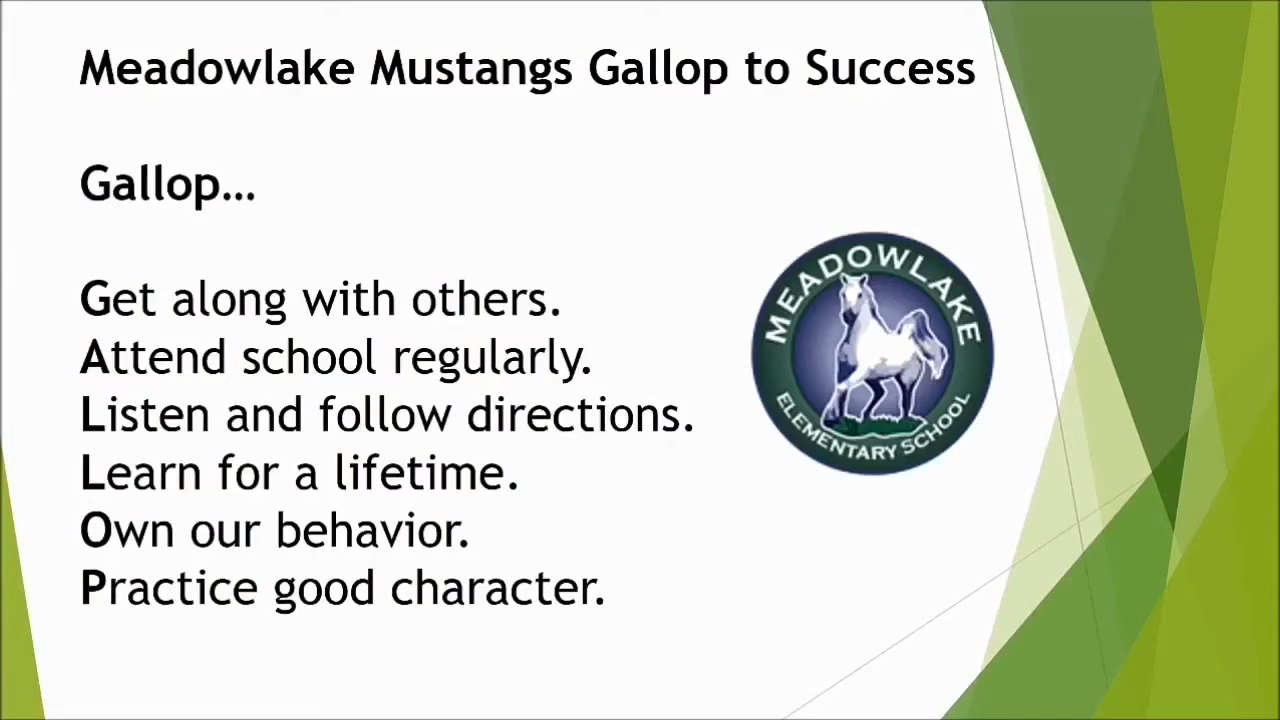 Meadowlake Mustangs Gallop to Success
Gallop…
Get along with others.
Attend school regularly.
Listen and follow directions.
Learn for a lifetime.
Own our behavior.
Practice good character.
MEADOWLAKE
ELEMENTARY SCHOOL